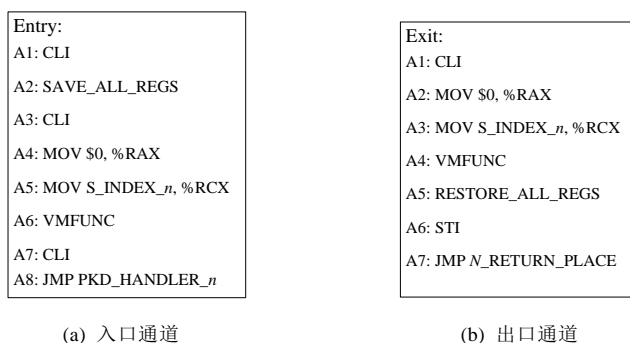 Entry:
A1: CLI
A2: SAVE_ALL_REGS
A3: CLI
A4: MOV $0, %RAX
A5: MOV S_INDEX_n, %RCX
A6: VMFUNC
A7: CLI
A8: JMP PKD_HANDLER_n
(a) 入口通道
Exit:
A1: CLI
A2: MOV $0, %RAX
A3: MOV S_INDEX_n, %RCX
A4: VMFUNC
A5: RESTORE_ALL_REGS
A6: STI
A7: JMP N_RETURN_PLACE
(b) 出口通道